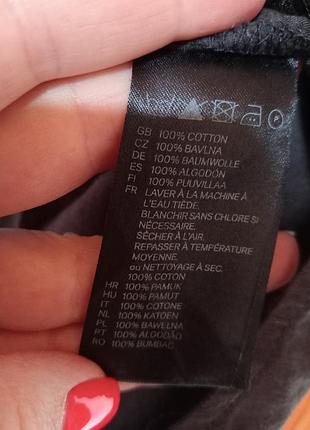 GB 100% COTTON
CZ 100% BAVLNA
DE 100% BAUMWOLLE
ES 100% ALGODÓN
FI 100% PUUVILLAA
FR LAVER À LA MACHINE À
L'EAU TIÈDE.
BLANCHIR SANS CHLORE SI
NÉCESSAIRE.
SÉCHER À L'AIR.
REPASSER À TEMPÉRATURE
MOYENNE.
ou NETTOYAGE À SEC.
100% COTON
HR 100% PAMUK
HU 100% PAMUT
IT 100% COTONE
NL 100% KATOEN
PL 100% BAWEŁNA
PT 100% ALGODÃO
RO 100% BUMBAC